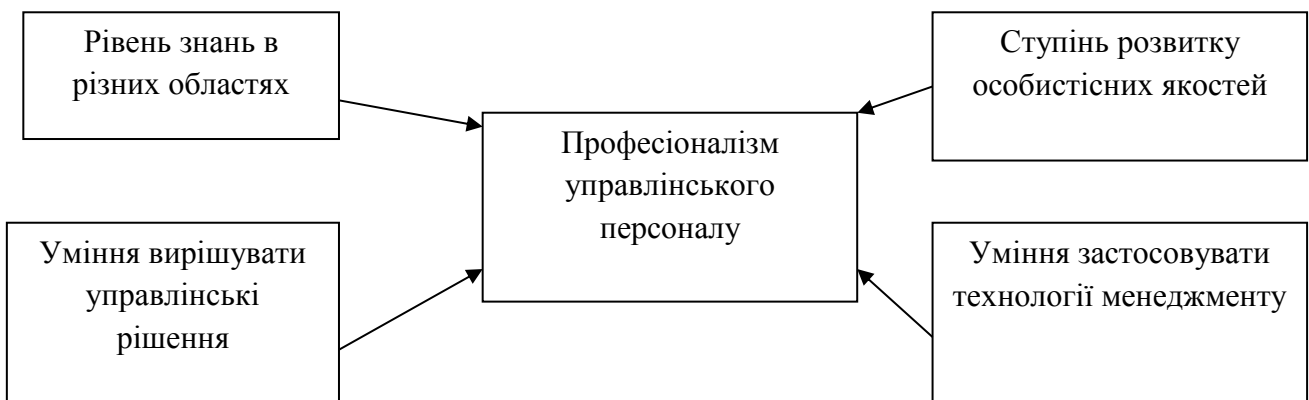 Рівень знань в
різних областях
Ступінь розвитку
особистісних якостей
Професіоналізм
управлінського
персоналу
Уміння вирішувати
управлінські
рішення
Уміння застосовувати
технології менеджменту